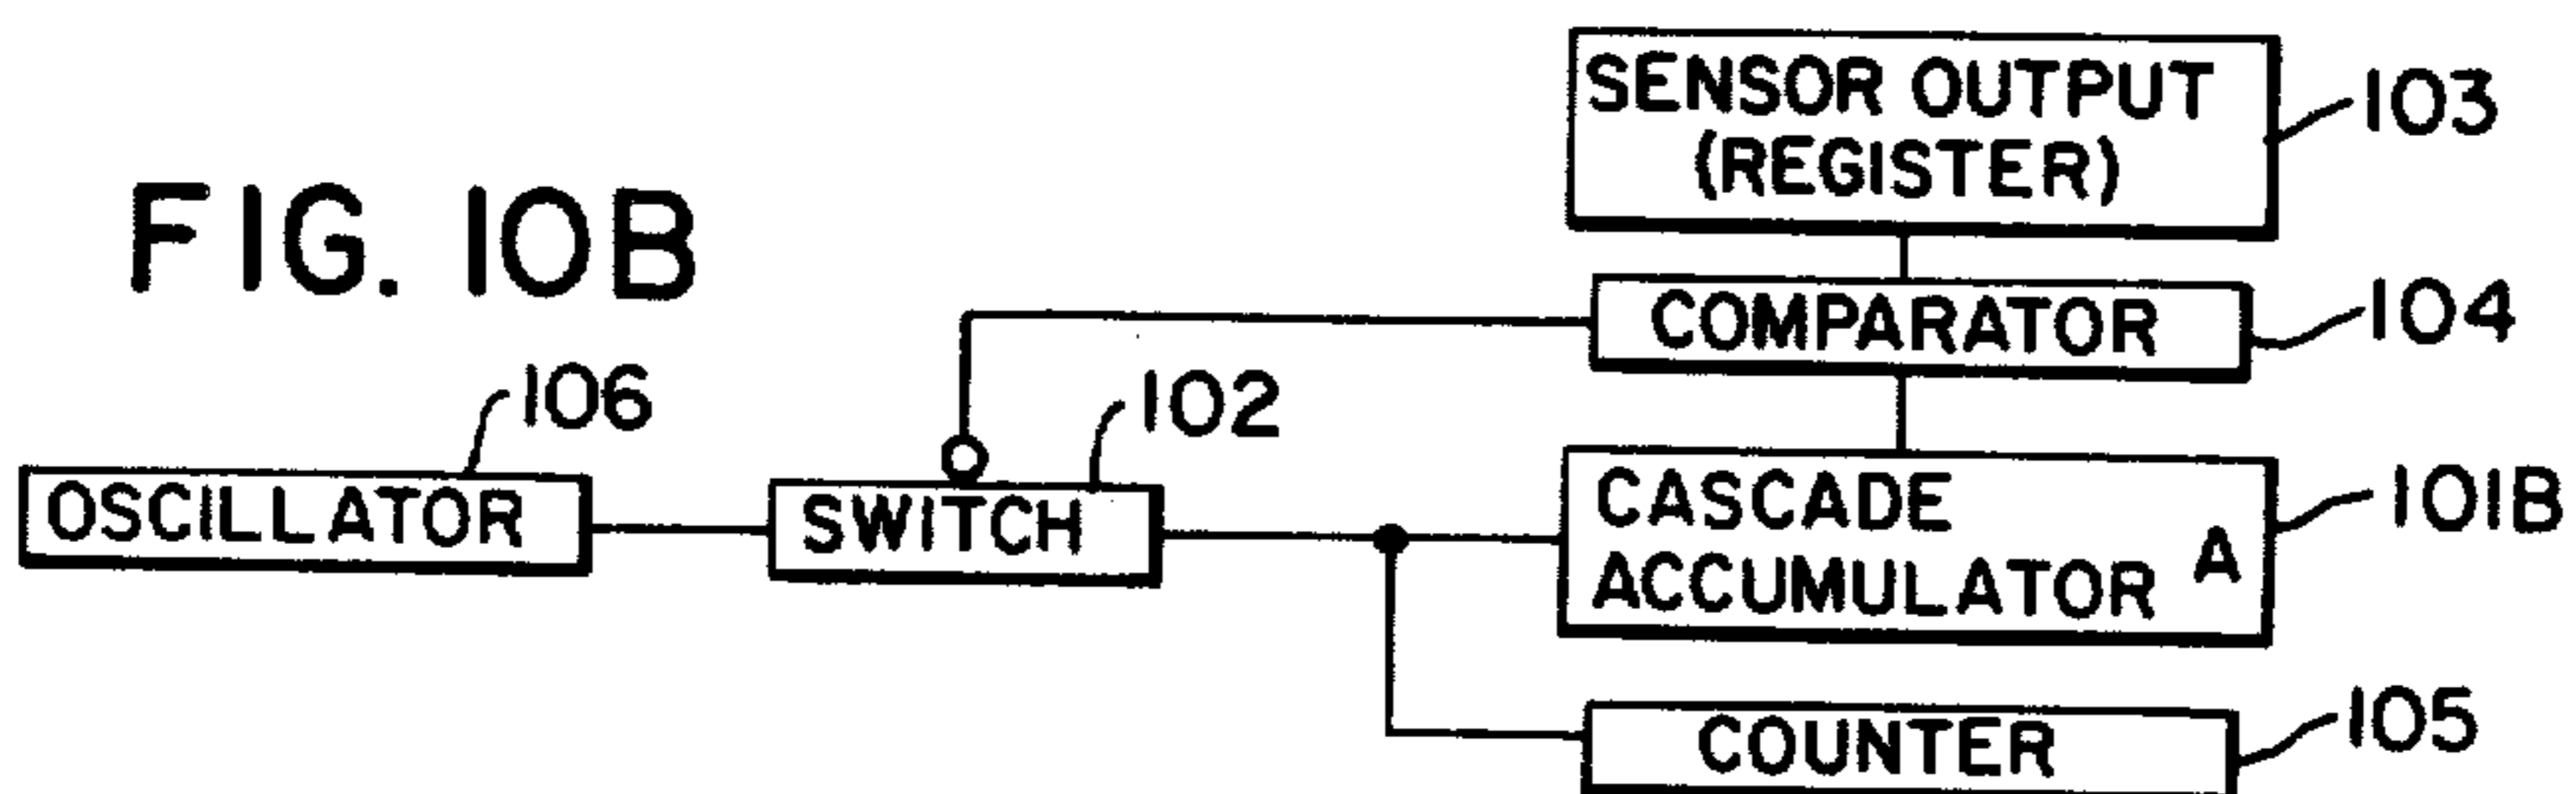 FIG. 10B
SENSOR OUTPUT
(REGISTER)
103
COMPARATOR
104
106
OSCILLATOR
102
SWITCH
CASCADE
ACCUMULATOR A
101B
COUNTER
105